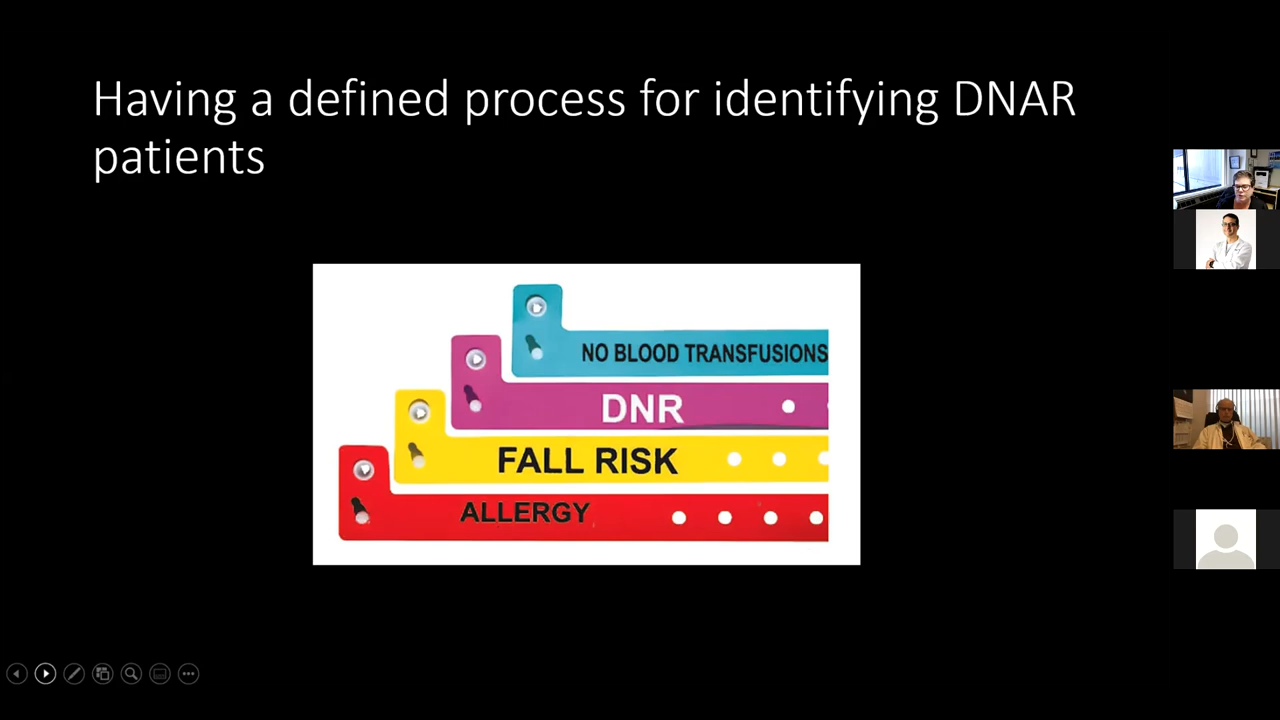 Having a defined process for identifying DNAR
patients
NO BLOOD TRANSFUSIONS
DNR
FALL RISK
ALLERGY